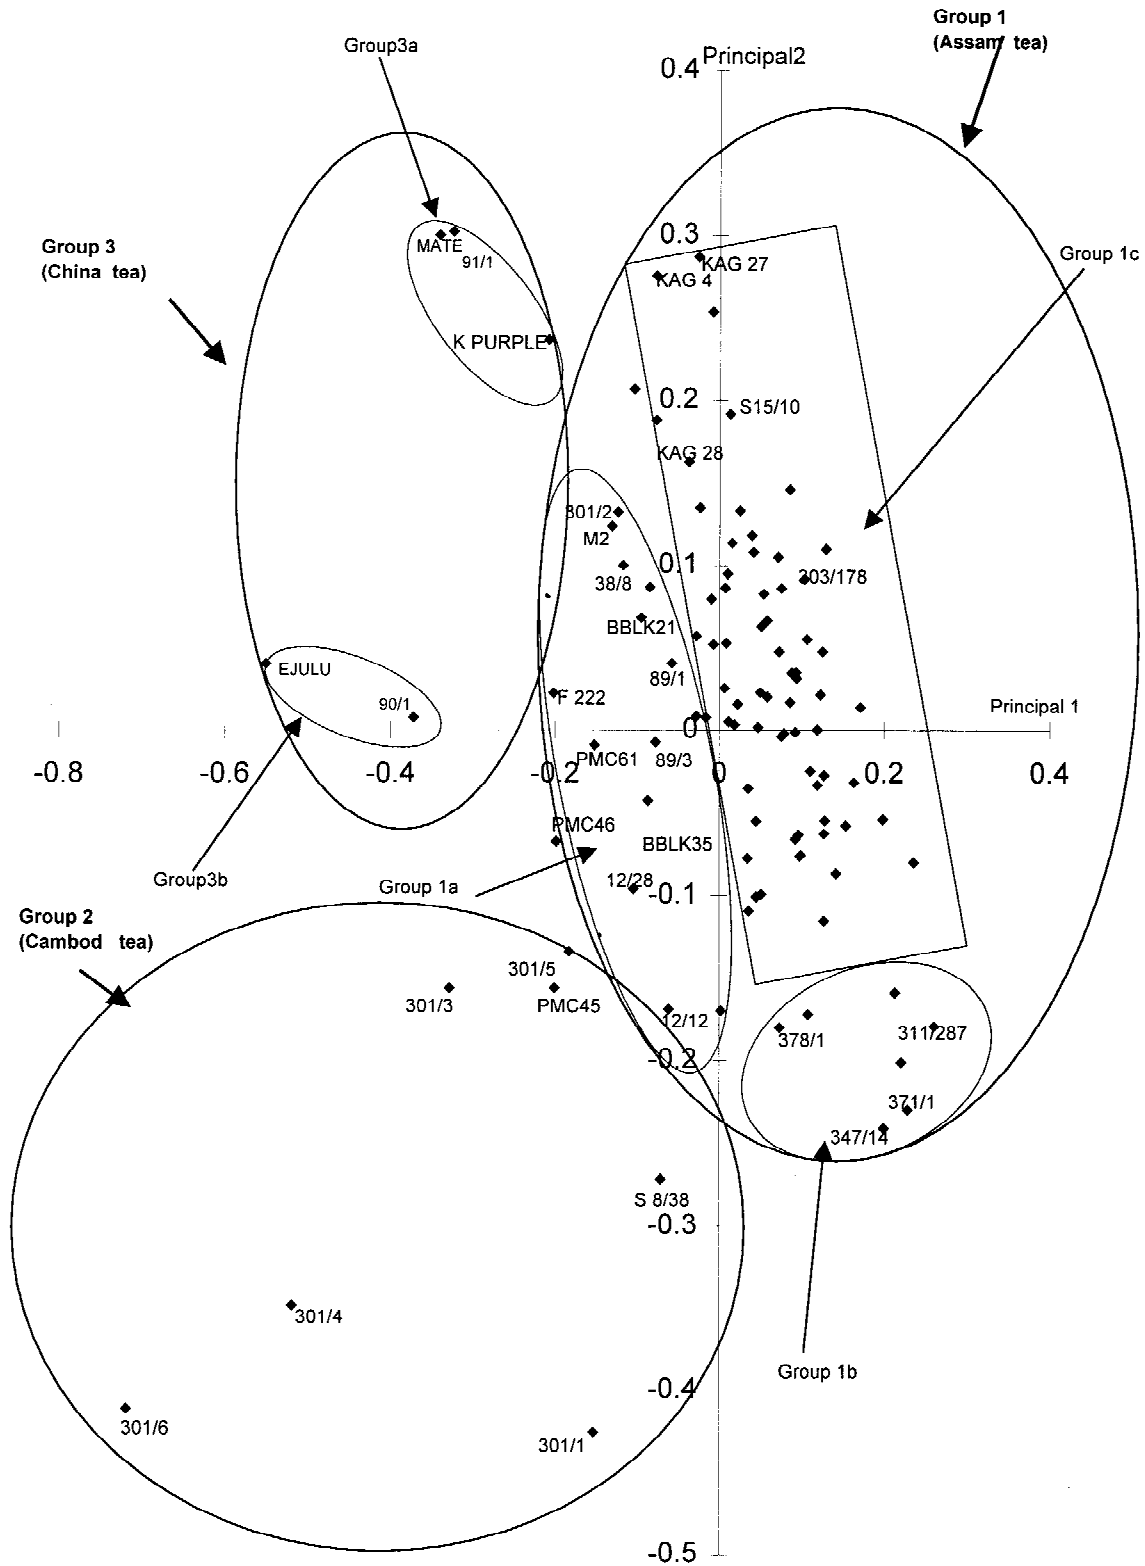 Group 1
(Assam tea)
Group3a
Principal2
0.4
Group 3
(China tea)
0.3
MATE
91/1
KAG 27
KAG 4
Group 1c
K PURPLE
0.2
S15/10
KAG 28
301/2
M2
0.1
38/8
303/178
BBLK21
EJULU
89/1
90/1
F 222
Principal 1
0
PMC61
89/3
-0.8
-0.6
-0.4
-0.2
0
0.2
0.4
PMC46
BBLK35
Group3b
Group 1a
12/28
-0.1
Group 2
(Cambod tea)
301/5
301/3
PMC45
12/12
378/1
311/287
-0.2
371/1
347/14
S 8/38
-0.3
301/4
Group 1b
-0.4
301/6
301/1
-0.5